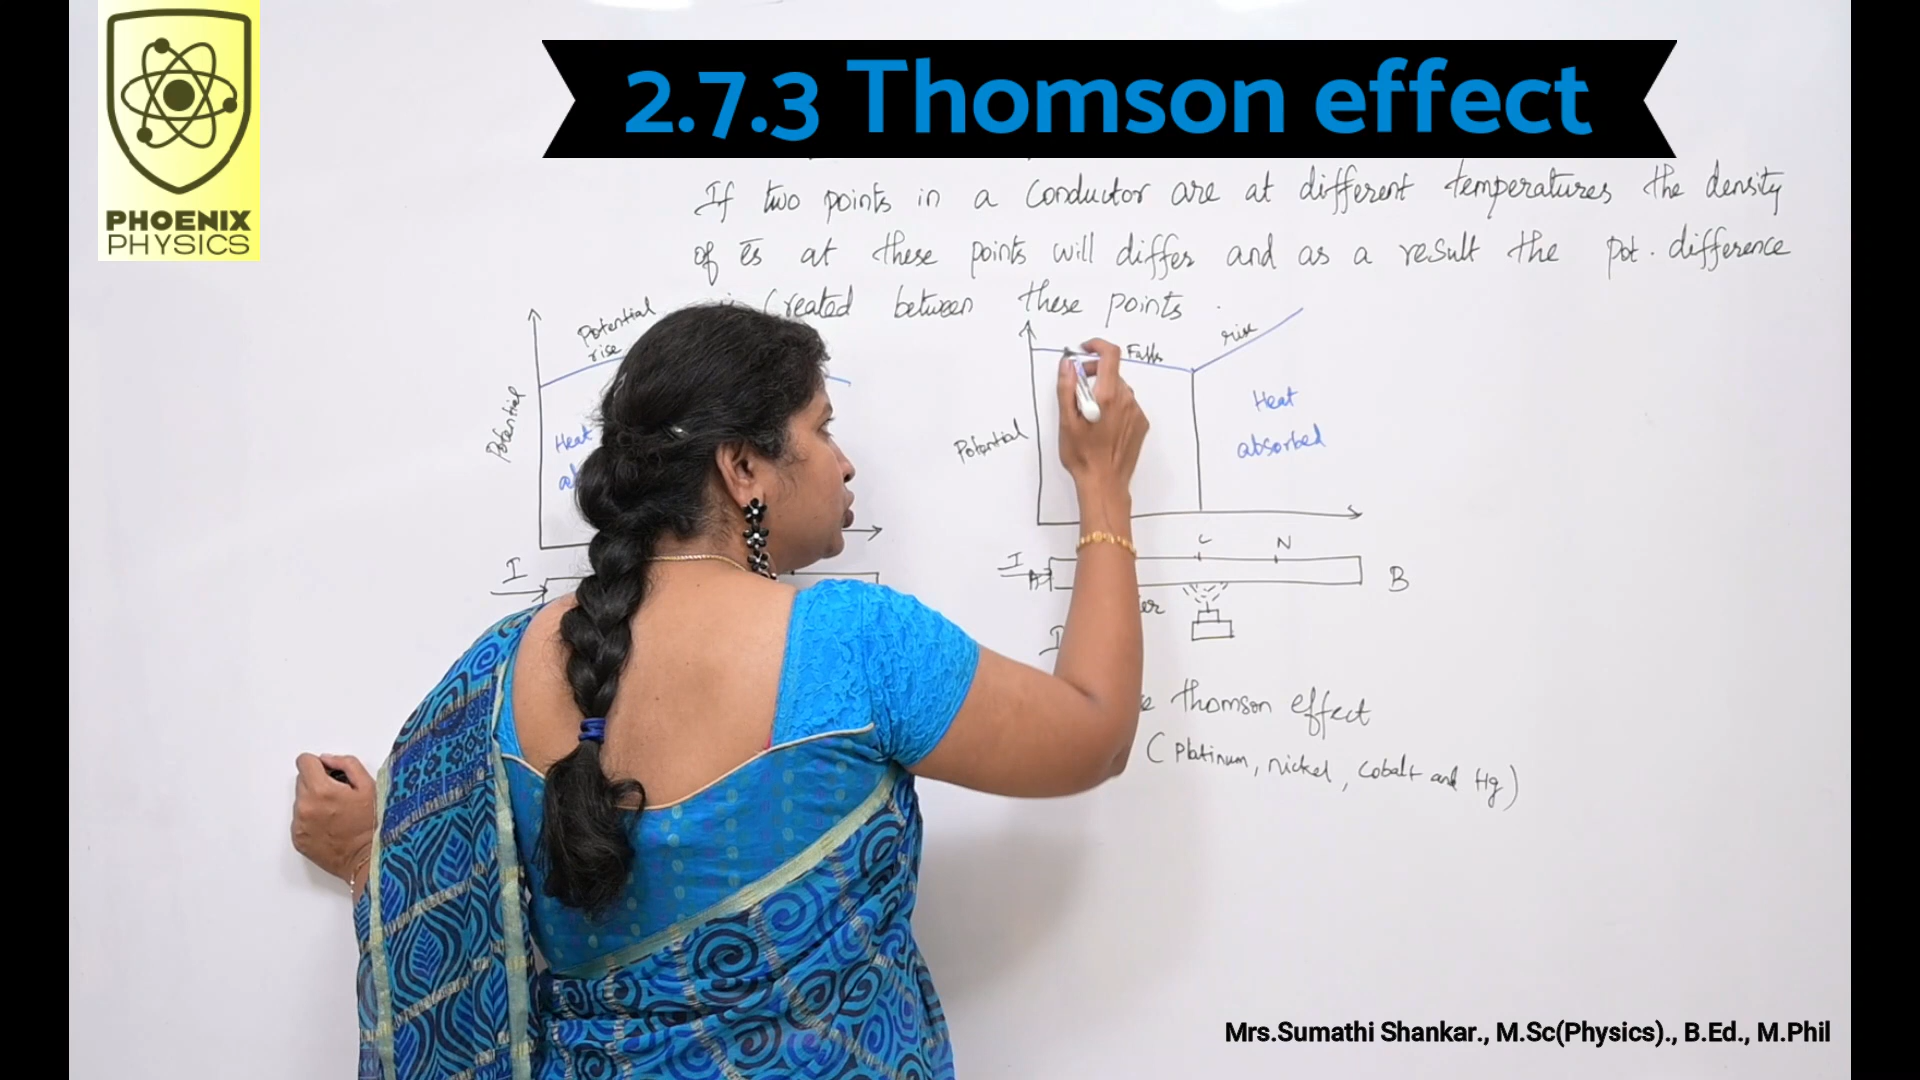 PHOENIX
PHYSICS
2.7.3 Thomson effect
If two points in a conductor are at different temperatures the density
of ēs at these points will differ and as a result the pot. difference
created between these points.
Potential
rise
Potential
Heat
I
Falls
rise
Potential
Heat
absorbed
C N
I
A
B
I
thomson effect
(Platinum, nickel, cobalt and Hg)
Mrs.Sumathi Shankar., M.Sc(Physics)., B.Ed., M.Phil